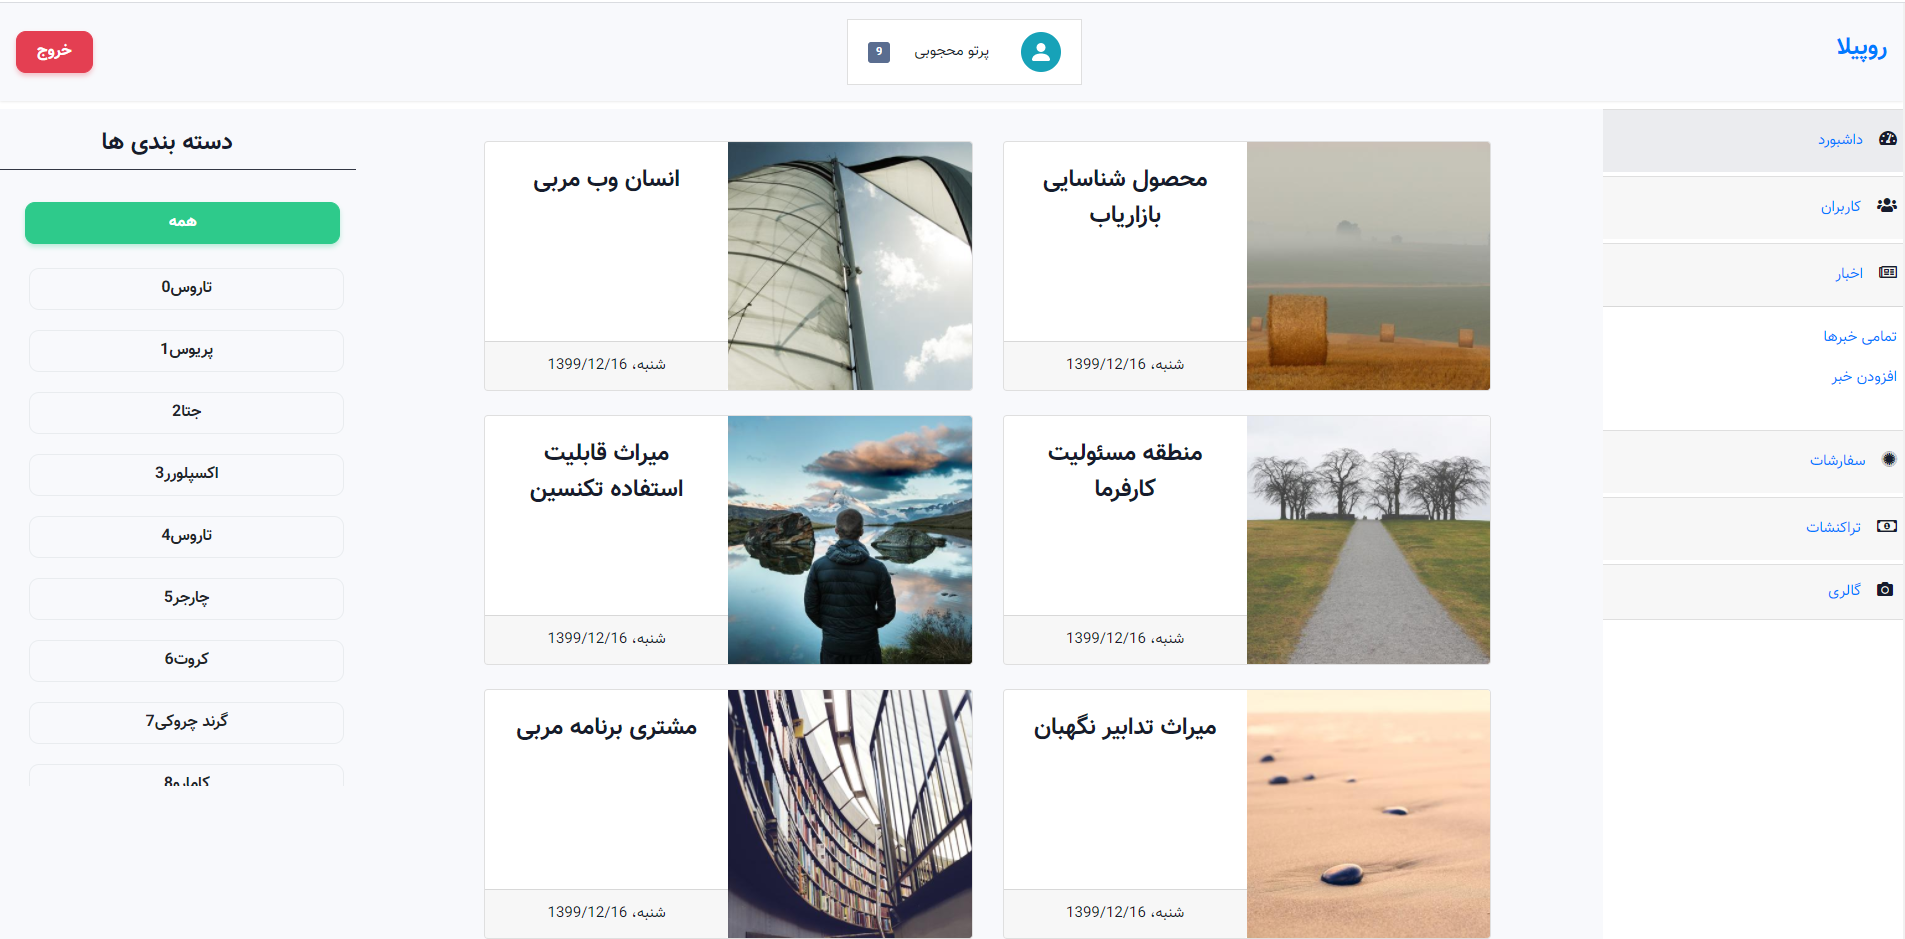 روپیلا
پرتو محجوبی
9
خروج
داشبورد
کاربران
اخبار
تمامی خبرها
افزودن خبر
سفارشات
تراکنشات
گالری
محصول شناسایی
بازاریاب
شنبه، 1399/12/16
انسان وب مربی
شنبه، 1399/12/16
منطقه مسئولیت
کارفرما
شنبه، 1399/12/16
میراث قابلیت
استفاده تکنسین
شنبه، 1399/12/16
میراث تدابیر نگهبان
شنبه، 1399/12/16
مشتری برنامه مربی
شنبه، 1399/12/16
دسته بندی ها
همه
تاروس0
پریوس1
جتا2
اکسپلورر3
تاروس4
چارجر5
کروت6
گرند چروکی7
کامارو8